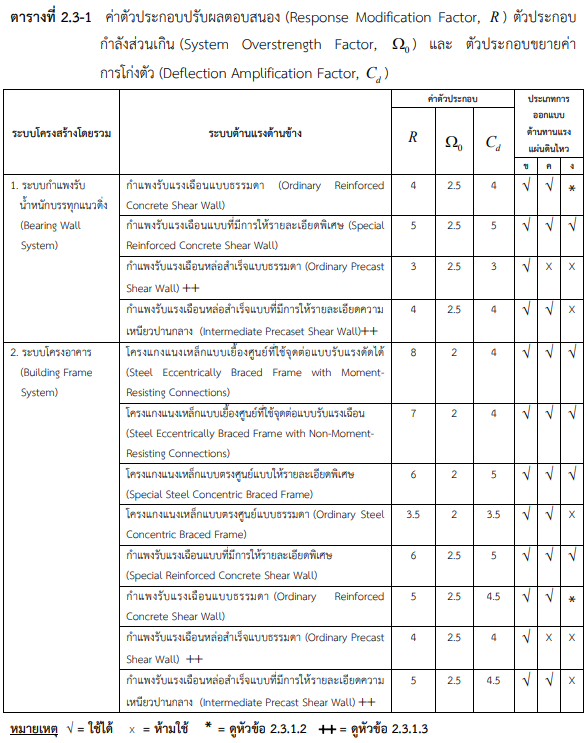 ตารางที่ 2.3-1 ค่าตัวประกอบปรับผลตอบสนอง (Response Modification Factor, R ) ตัวประกอบ
กำลังส่วนเกิน (System Overstrength Factor, Ω0 ) และ ตัวประกอบขยายค่า
การโก่งตัว (Deflection Amplification Factor, Cd )
ระบบโครงสร้างโดยรวม
ระบบต้านแรงด้านข้าง
ค่าตัวประกอบ
ประเภทการ
ออกแบบ
ต้านทานแรง
แผ่นดินไหว
R Ω0 Cd
ข ค ง
1. ระบบกำแพงรับ
น้ำหนักบรรทุกแนวดิ่ง
(Bearing Wall
System)
กำแพงรับแรงเฉือนแบบธรรมดา (Ordinary Reinforced
Concrete Shear Wall)
4 2.5 4 √ √ *
กำแพงรับแรงเฉือนแบบที่มีการให้รายละเอียดพิเศษ (Special
Reinforced Concrete Shear Wall)
5 2.5 5 √ √ √
กำแพงรับแรงเฉือนหล่อสำเร็จแบบธรรมดา (Ordinary Precast
Shear Wall) ++
3 2.5 3 √ x x
กำแพงรับแรงเฉือนหล่อสำเร็จแบบที่มีการให้รายละเอียดความ
เหนียวปานกลาง (Intermediate Precaset Shear Wall)++
4 2.5 4 √ √ x
2. ระบบโครงอาคาร
(Building Frame
System)
โครงแกงแนงเหล็กแบบเยื้องศูนย์ที่ใช้จุดต่อแบบรับแรงดัดได้
(Steel Eccentrically Braced Frame with Moment-
Resisting Connections)
8 2 4 √ √ √
โครงแกงแนงเหล็กแบบเยื้องศูนย์ที่ใช้จุดต่อแบบรับแรงเฉือน
(Steel Eccentrically Braced Frame with Non-Moment-
Resisting Connections)
7 2 4 √ √ √
โครงแกงแนงเหล็กแบบตรงศูนย์แบบให้รายละเอียดพิเศษ
(Special Steel Concentric Braced Frame)
6 2 5 √ √ √
โครงแกงแนงเหล็กแบบตรงศูนย์แบบธรรมดา (Ordinary Steel
Concentric Braced Frame)
3.5 2 3.5 √ √ x
กำแพงรับแรงเฉือนแบบที่มีการให้รายละเอียดพิเศษ
(Special Reinforced Concrete Shear Wall)
6 2.5 5 √ √ √
กำแพงรับแรงเฉือนแบบธรรมดา (Ordinary Reinforced
Concrete Shear Wall)
5 2.5 4.5 √ √ *
กำแพงรับแรงเฉือนหล่อสำเร็จแบบธรรมดา (Ordinary Precast
Shear Wall) ++
4 2.5 4 √ x x
กำแพงรับแรงเฉือนหล่อสำเร็จแบบที่มีการให้รายละเอียดความ
เหนียวปานกลาง (Intermediate Precast Shear Wall) ++
5 2.5 4.5 √ √ x
หมายเหตุ √ = ใช้ได้ x = ห้ามใช้ * = ดูหัวข้อ 2.3.1.2 ++ = ดูหัวข้อ 2.3.1.3